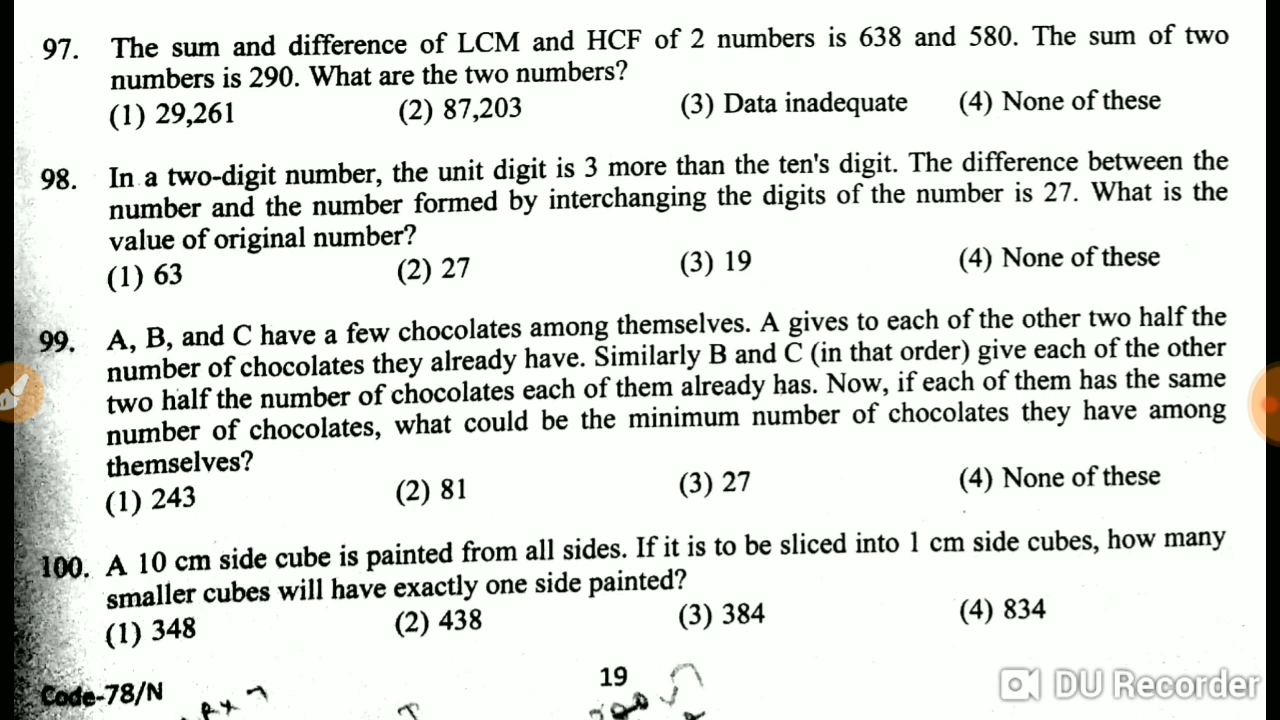 97. The sum and difference of LCM and HCF of 2 numbers is 638 and 580. The sum of two
numbers is 290. What are the two numbers?
(1) 29,261 (2) 87,203 (3) Data inadequate (4) None of these
98. In a two-digit number, the unit digit is 3 more than the ten's digit. The difference between the
number and the number formed by interchanging the digits of the number is 27. What is the
value of original number?
(1) 63 (2) 27 (3) 19 (4) None of these
99. A, B, and C have a few chocolates among themselves. A gives to each of the other two half the
number of chocolates they already have. Similarly B and C (in that order) give each of the other
two half the number of chocolates each of them already has. Now, if each of them has the same
number of chocolates, what could be the minimum number of chocolates they have among
themselves?
(1) 243 (2) 81 (3) 27 (4) None of these
100. A 10 cm side cube is painted from all sides. If it is to be sliced into 1 cm side cubes, how many
smaller cubes will have exactly one side painted?
(1) 348 (2) 438 (3) 384 (4) 834
Code-78/N 19
DU Recorder